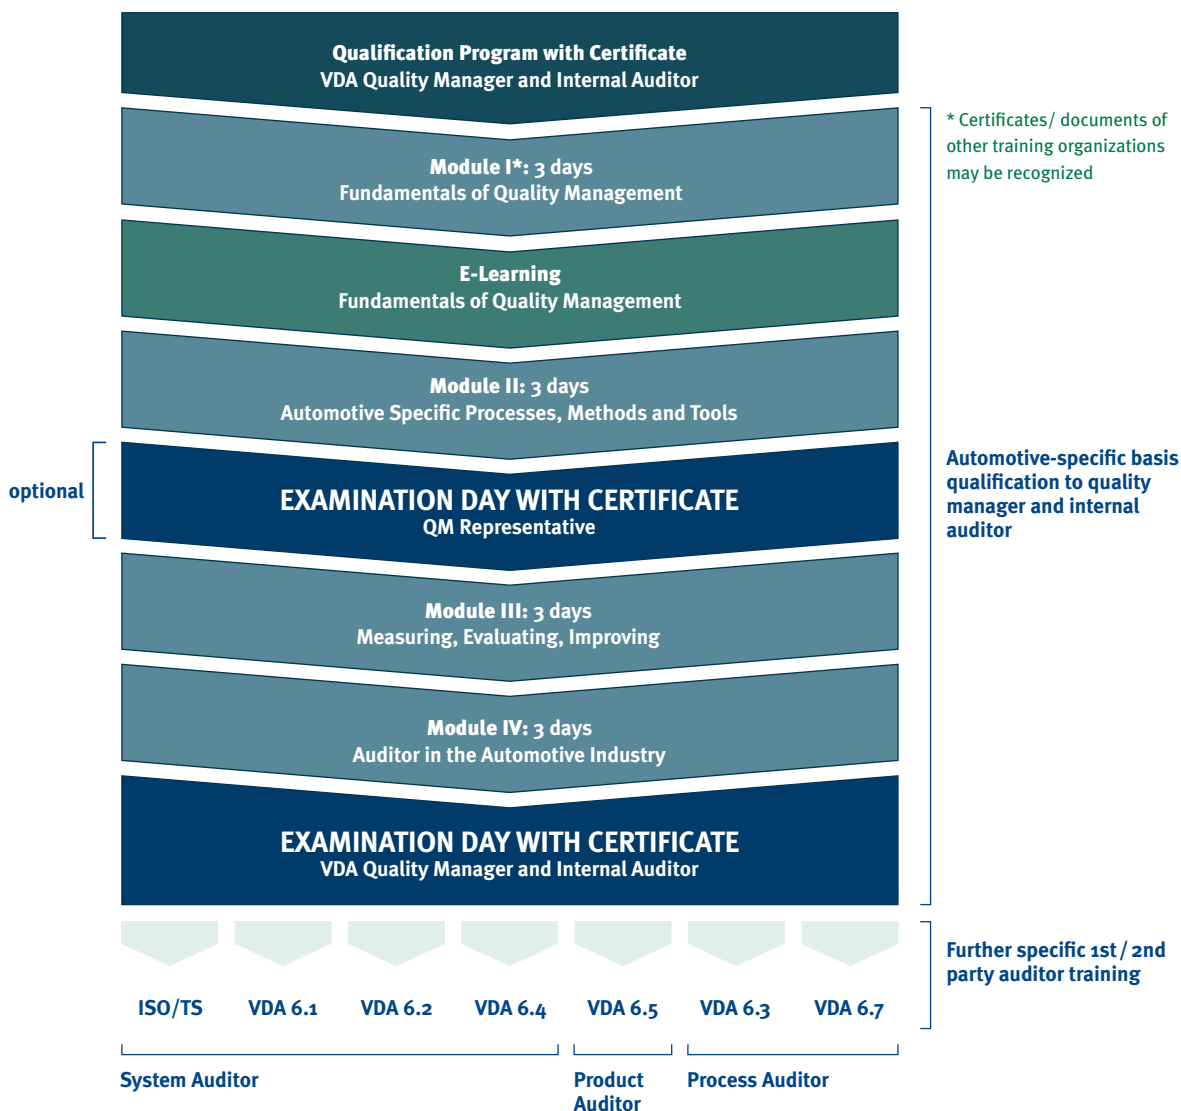 Qualification Program with Certificate
VDA Quality Manager and Internal Auditor
* Certificates/ documents of
other training organizations
may be recognized
Module I*: 3 days
Fundamentals of Quality Management
E-Learning
Fundamentals of Quality Management
Module II: 3 days
Automotive Specific Processes, Methods and Tools
optional
EXAMINATION DAY WITH CERTIFICATE
QM Representative
Automotive-specific basis
qualification to quality
manager and internal
auditor
Module III: 3 days
Measuring, Evaluating, Improving
Module IV: 3 days
Auditor in the Automotive Industry
EXAMINATION DAY WITH CERTIFICATE
VDA Quality Manager and Internal Auditor
Further specific 1st / 2nd
party auditor training
ISO/TS
VDA 6.1
VDA 6.2
VDA 6.4
VDA 6.5
VDA 6.3
VDA 6.7
System Auditor
Product
Auditor
Process Auditor